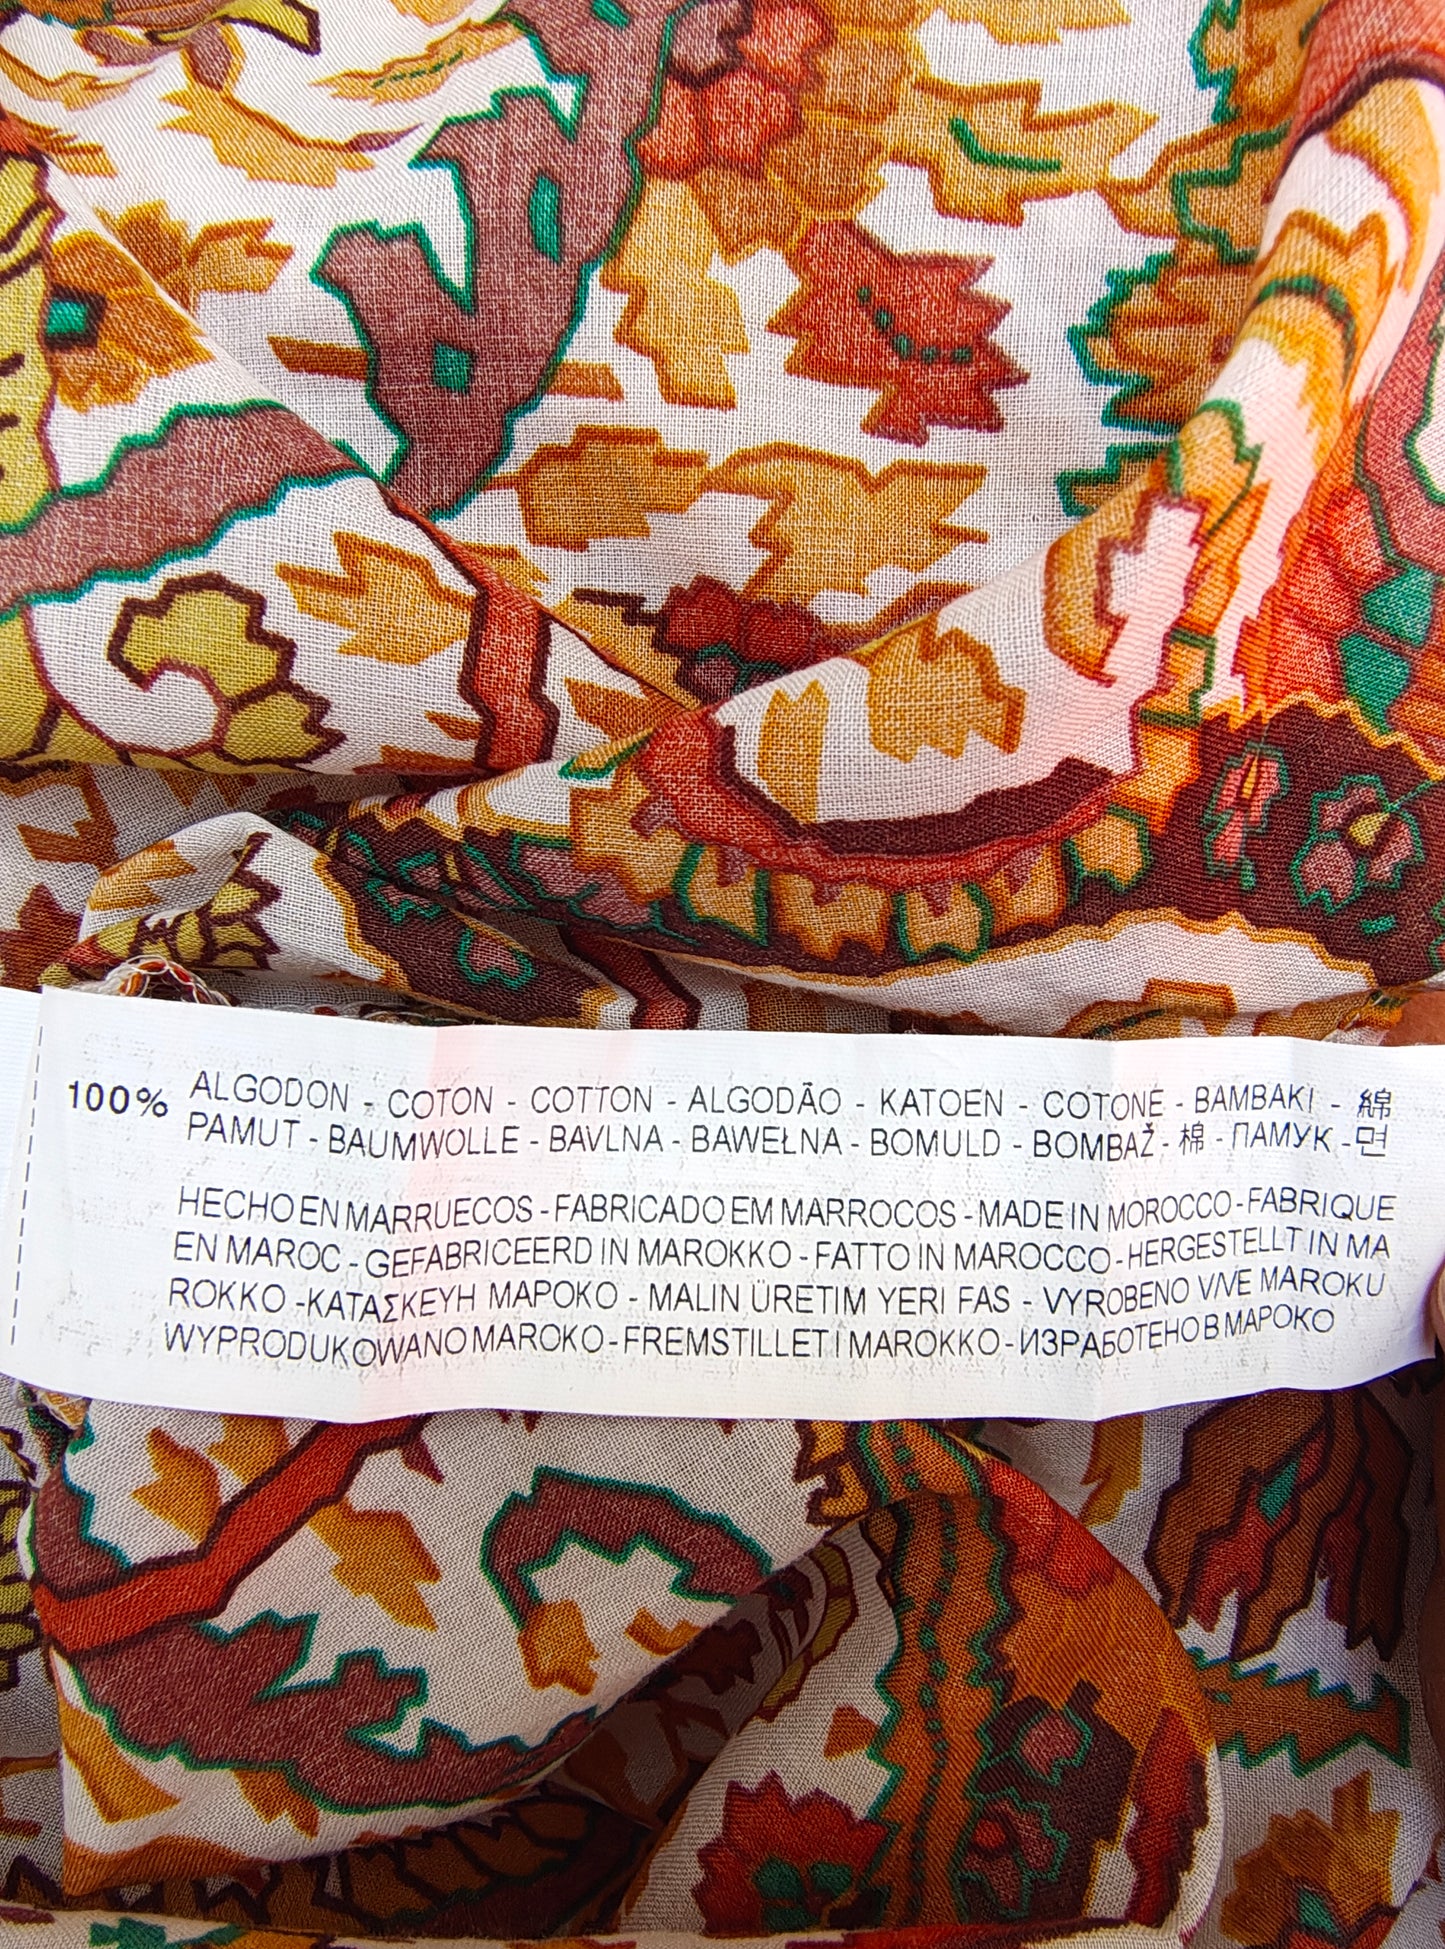 100% ALGODON - COTON - COTTON - ALGODÃO - KATOEN - COTONE - BAMBAKI - 綿
PAMUT - BAUMWOLLE - BAVLNA - BAWEŁNA - BOMULD - BOMBAŽ - 棉 - ПАМУК - 면
HECHO EN MARRUECOS - FABRICADO EM MARROCOS - MADE IN MOROCCO - FABRIQUE
EN MAROC - GEFABRICEERD IN MAROKKO - FATTO IN MAROCCO - HERGESTELLT IN MA
ROKKO - ΚΑΤΑΣΚΕΥΗ ΜΑΡΟΚΟ - MALIN ÜRETIM YERI FAS - VYROBENO V/VE MAROKU
WYPRODUKOWANO MAROKO - FREMSTILLET I MAROKKO - ИЗРАБОТЕНО В МАРОКО